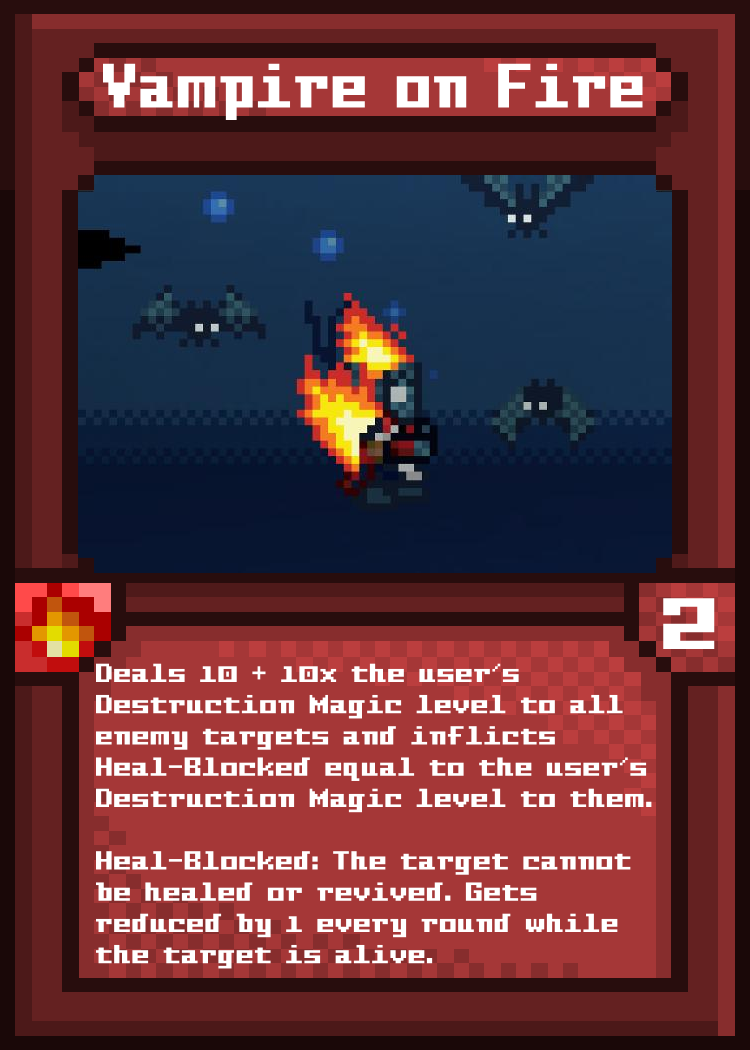 Vampire on Fire
2
Deals 10 + 10x the user's
Destruction Magic level to all
enemy targets and inflicts
Heal-Blocked equal to the user's
Destruction Magic level to them.
Heal-Blocked: The target cannot
be healed or revived. Gets
reduced by 1 every round while
the target is alive.